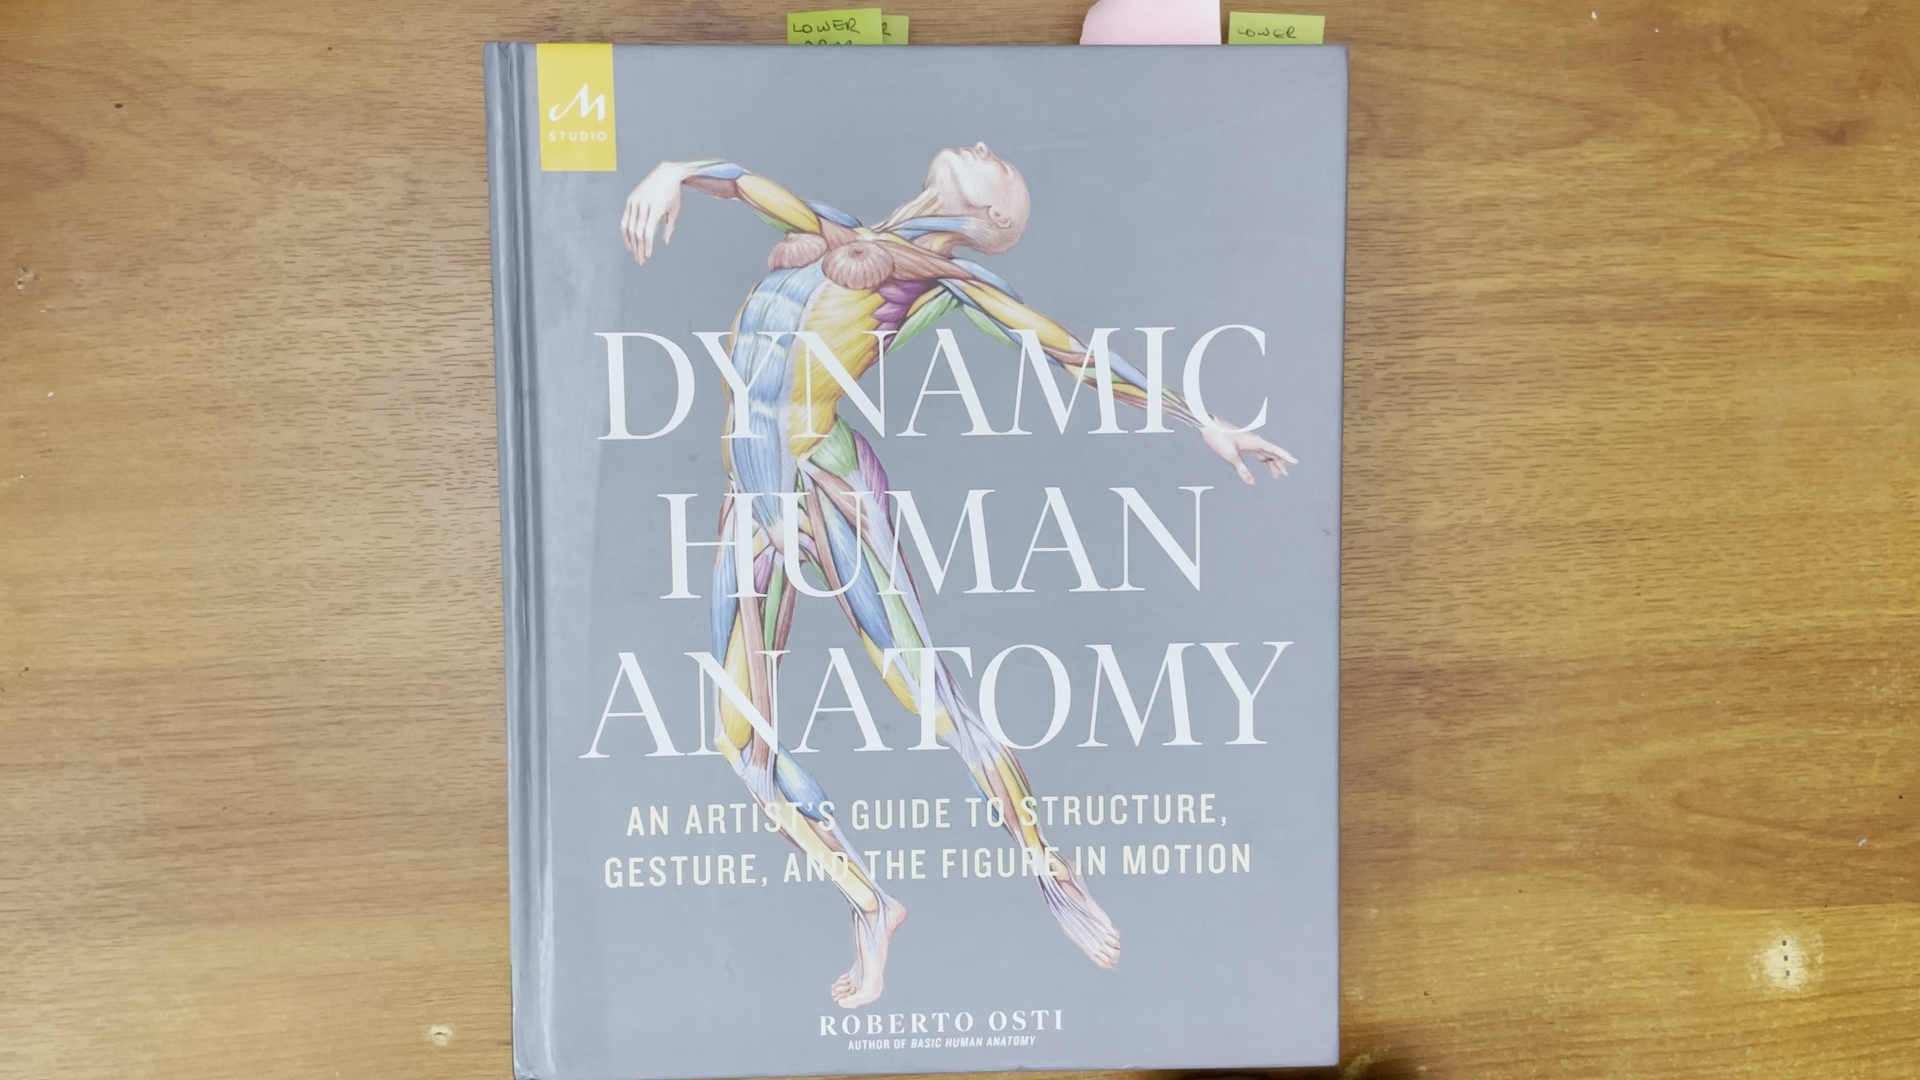 LOWER
LOWER
M
STUDIO
DYNAMIC
HUMAN
ANATOMY
AN ARTIST'S GUIDE TO STRUCTURE,
GESTURE, AND THE FIGURE IN MOTION
ROBERTO OSTI
AUTHOR OF BASIC HUMAN ANATOMY